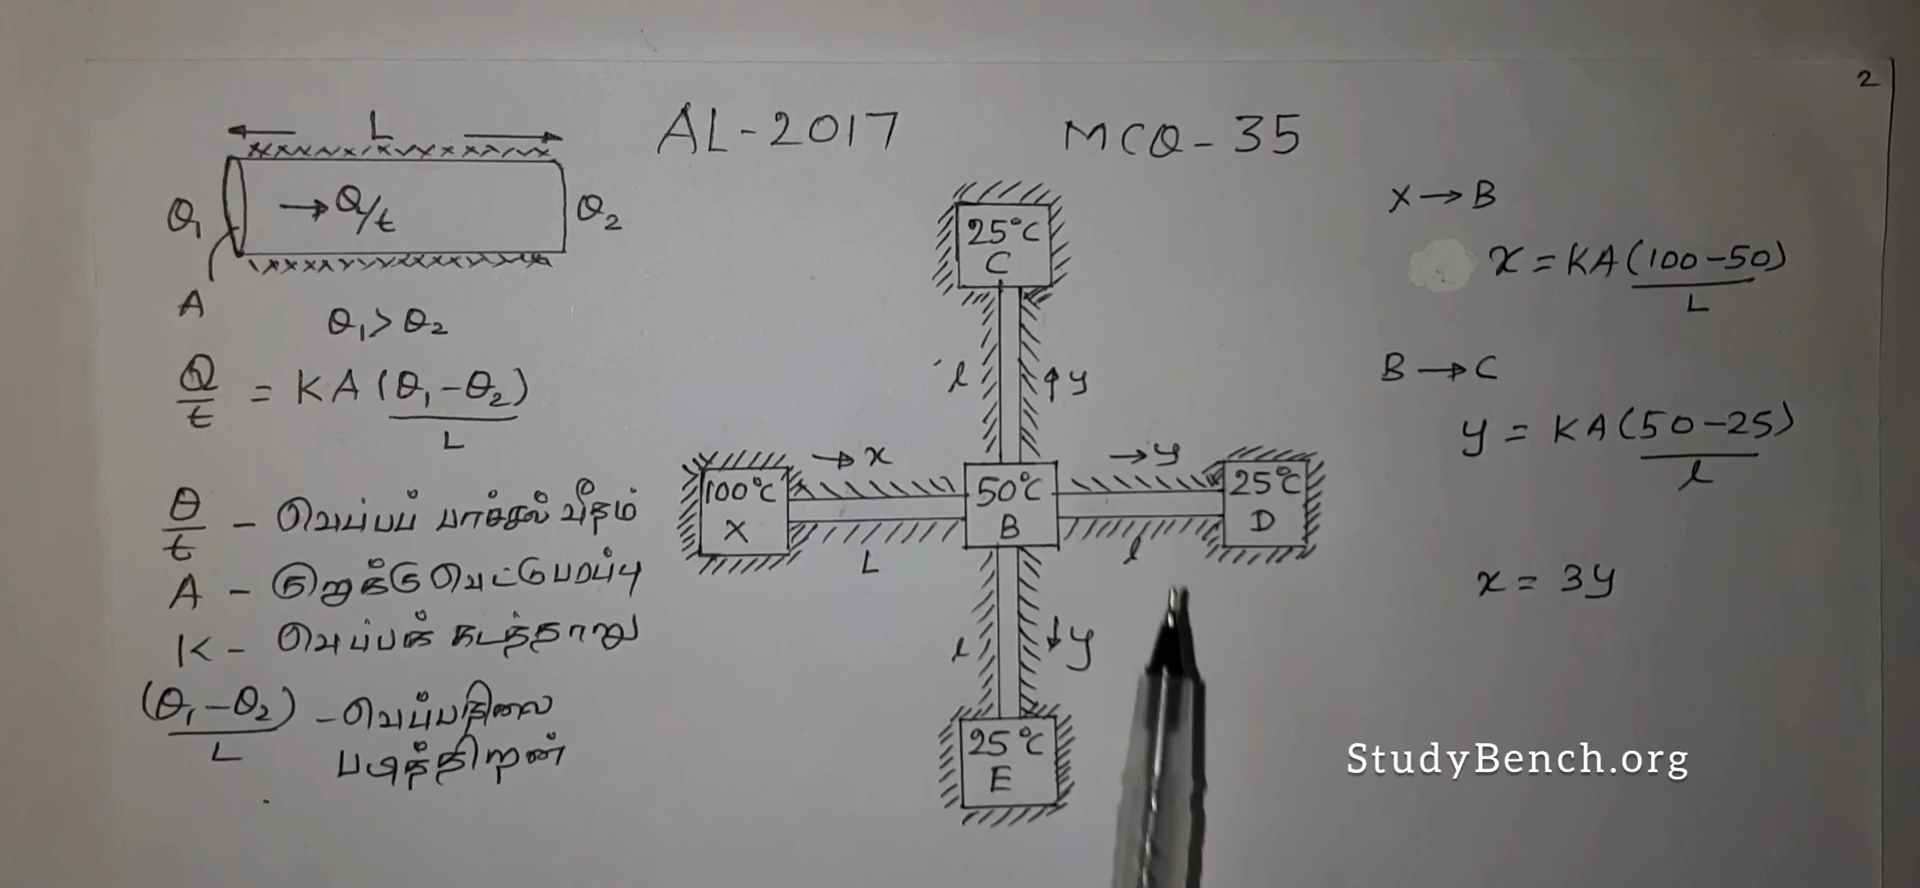 2
AL-2017
MCQ-35
L
θ₁
→ Q/t
θ₂
A
θ₁ > θ₂
Q/t = KA(θ₁-θ₂)/L
θ/t - வெப்பப் பாச்சல் வீதம்
A - குறுக்கு வெட்டு பரப்பு
K - வெப்பக் கடத்தாறு
(θ₁-θ₂)/L - வெப்பநிலை
படித்திறன்
25°C
C
l
↑y
→ x
→ y
100°C
X
50°C
B
25°C
D
L
l
l
↓y
25°C
E
X → B
x = KA(100-50)/L
B → C
y = KA(50-25)/l
x = 3y
StudyBench.org